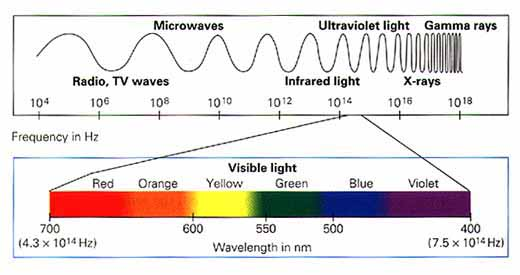 Microwaves Ultraviolet light Gamma rays
Radio, TV waves Infrared light X-rays
10⁴ 10⁶ 10⁸ 10¹⁰ 10¹² 10¹⁴ 10¹⁶ 10¹⁸
Frequency in Hz
Visible light
Red Orange Yellow Green Blue Violet
700 600 550 500 400
(4.3 × 10¹⁴ Hz) (7.5 × 10¹⁴ Hz)
Wavelength in nm